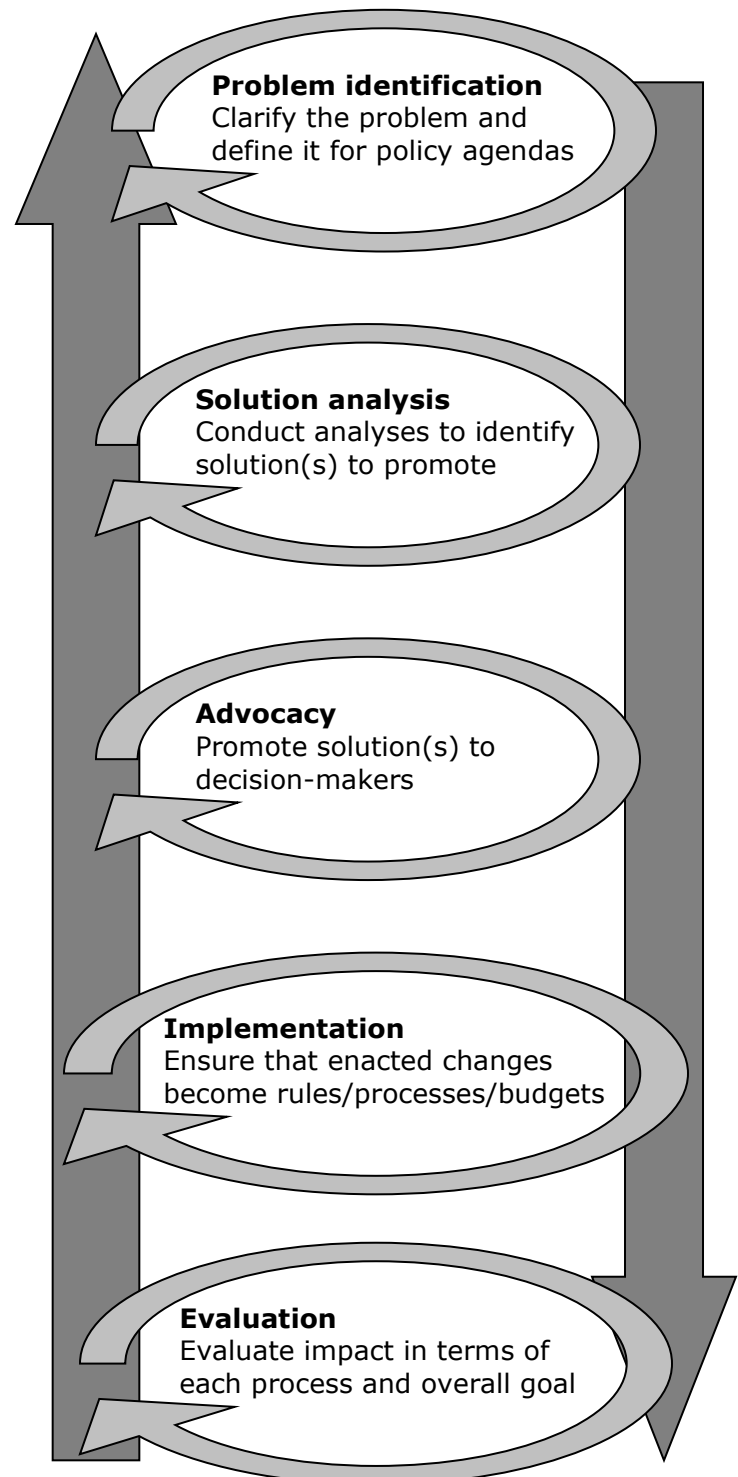 Problem identification
Clarify the problem and
define it for policy agendas
Solution analysis
Conduct analyses to identify
solution(s) to promote
Advocacy
Promote solution(s) to
decision-makers
Implementation
Ensure that enacted changes
become rules/processes/budgets
Evaluation
Evaluate impact in terms of
each process and overall goal